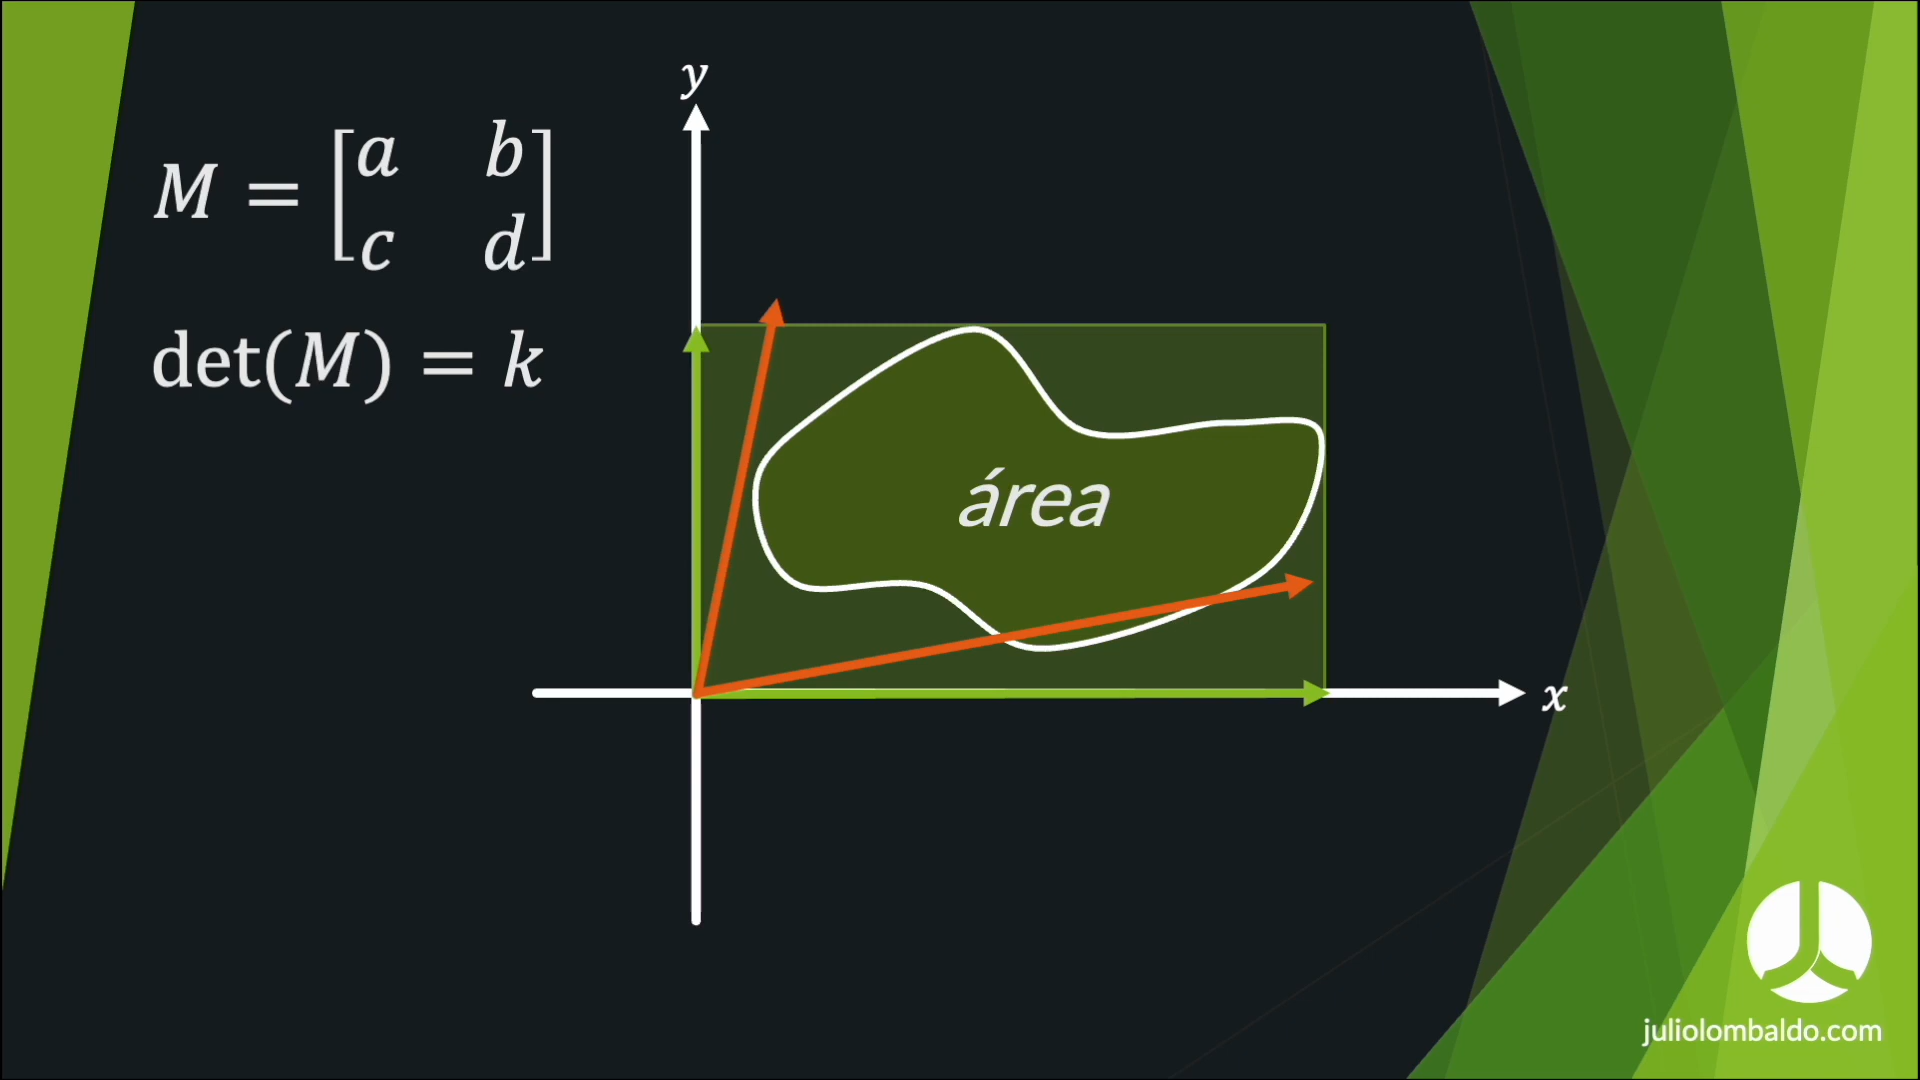 M = [a b
c d]
det(M) = k
y
área
x
juliolombaldo.com